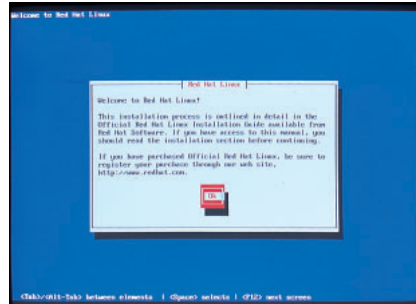 Welcome to Red Hat Linux
Red Hat Linux
Welcome to Red Hat Linux!
This installation process is outlined in detail in the
Official Red Hat Linux Installation Guide available from
Red Hat Software. If you have access to this manual, you
should read the installation section before continuing.
If you have purchased Official Red Hat Linux, be sure to
register your purchase through our web site,
http://www.redhat.com.
Ok
<Tab>/<Alt-Tab> between elements | <Space> selects | <F12> next screen